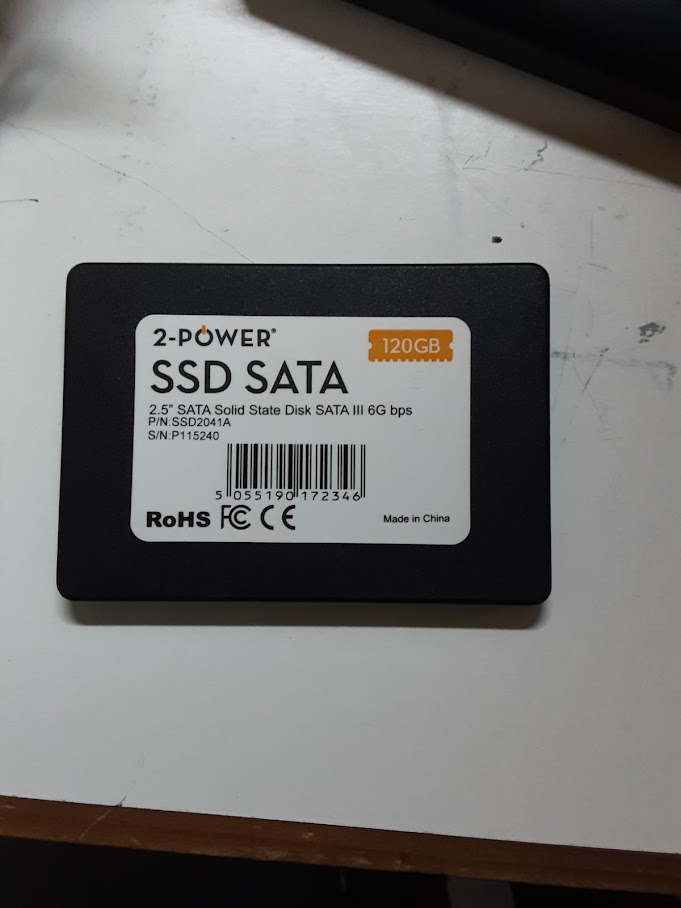 2-POWER®
120GB
SSD SATA
2.5" SATA Solid State Disk SATA III 6G bps
P/N:SSD2041A
S/N:P115240
5 055190 172346
RoHS FC CE
Made in China